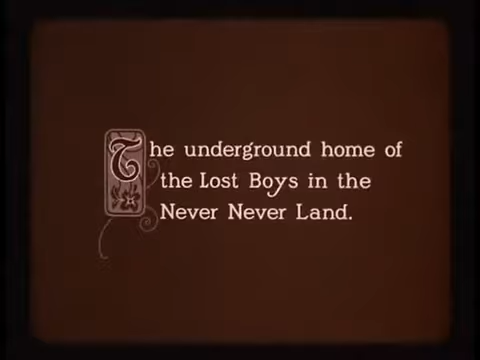 The underground home of
the Lost Boys in the
Never Never Land.